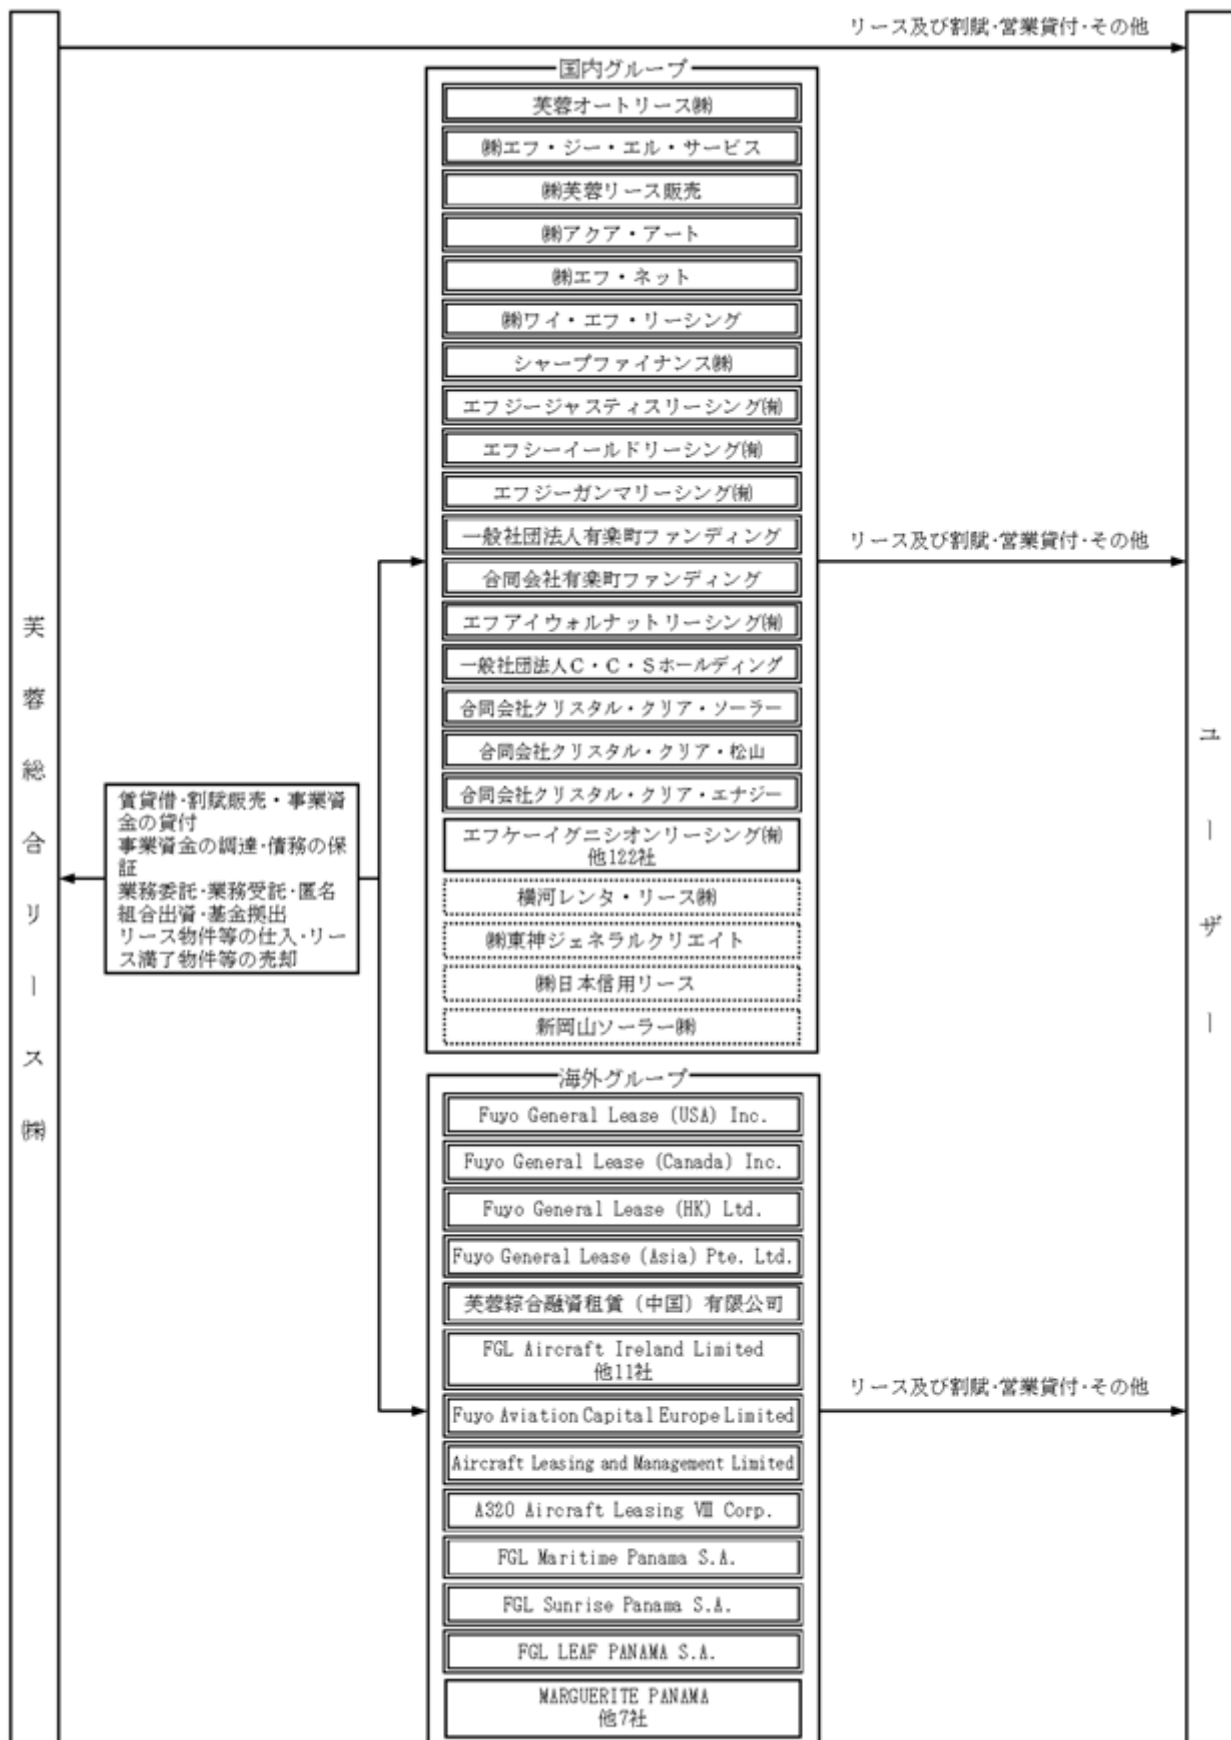 リース及び割賦・営業貸付・その他
国内グループ
芙蓉オートリース㈱
㈱エフ・ジー・エル・サービス
㈱芙蓉リース販売
㈱アクア・アート
㈱エフ・ネット
㈱ワイ・エフ・リーシング
シャープファイナンス㈱
エフジージャスティスリーシング㈲
エフシーイールドリーシング㈲
エフジーガンマリーシング㈲
一般社団法人有楽町ファンディング
合同会社有楽町ファンディング
エフアイウォルナットリーシング㈲
一般社団法人C・C・Sホールディング
合同会社クリスタル・クリア・ソーラー
合同会社クリスタル・クリア・松山
合同会社クリスタル・クリア・エナジー
エフケーイグニシオンリーシング㈲
他122社
横河レンタ・リース㈱
㈱東神ジェネラルクリエイト
㈱日本信用リース
新岡山ソーラー㈱
リース及び割賦・営業貸付・その他
芙蓉総合リース㈱
賃貸借・割賦販売・事業資
金の貸付
事業資金の調達・債務の保
証
業務委託・業務受託・匿名
組合出資・基金拠出
リース物件等の仕入・リー
ス満了物件等の売却
ユーザー
海外グループ
Fuyo General Lease (USA) Inc.
Fuyo General Lease (Canada) Inc.
Fuyo General Lease (HK) Ltd.
Fuyo General Lease (Asia) Pte. Ltd.
芙蓉綜合融資租賃（中国）有限公司
FGL Aircraft Ireland Limited
他11社
Fuyo Aviation Capital Europe Limited
Aircraft Leasing and Management Limited
A320 Aircraft Leasing Ⅶ Corp.
FGL Maritime Panama S.A.
FGL Sunrise Panama S.A.
FGL LEAF PANAMA S.A.
MARGUERITE PANAMA
他7社
リース及び割賦・営業貸付・その他